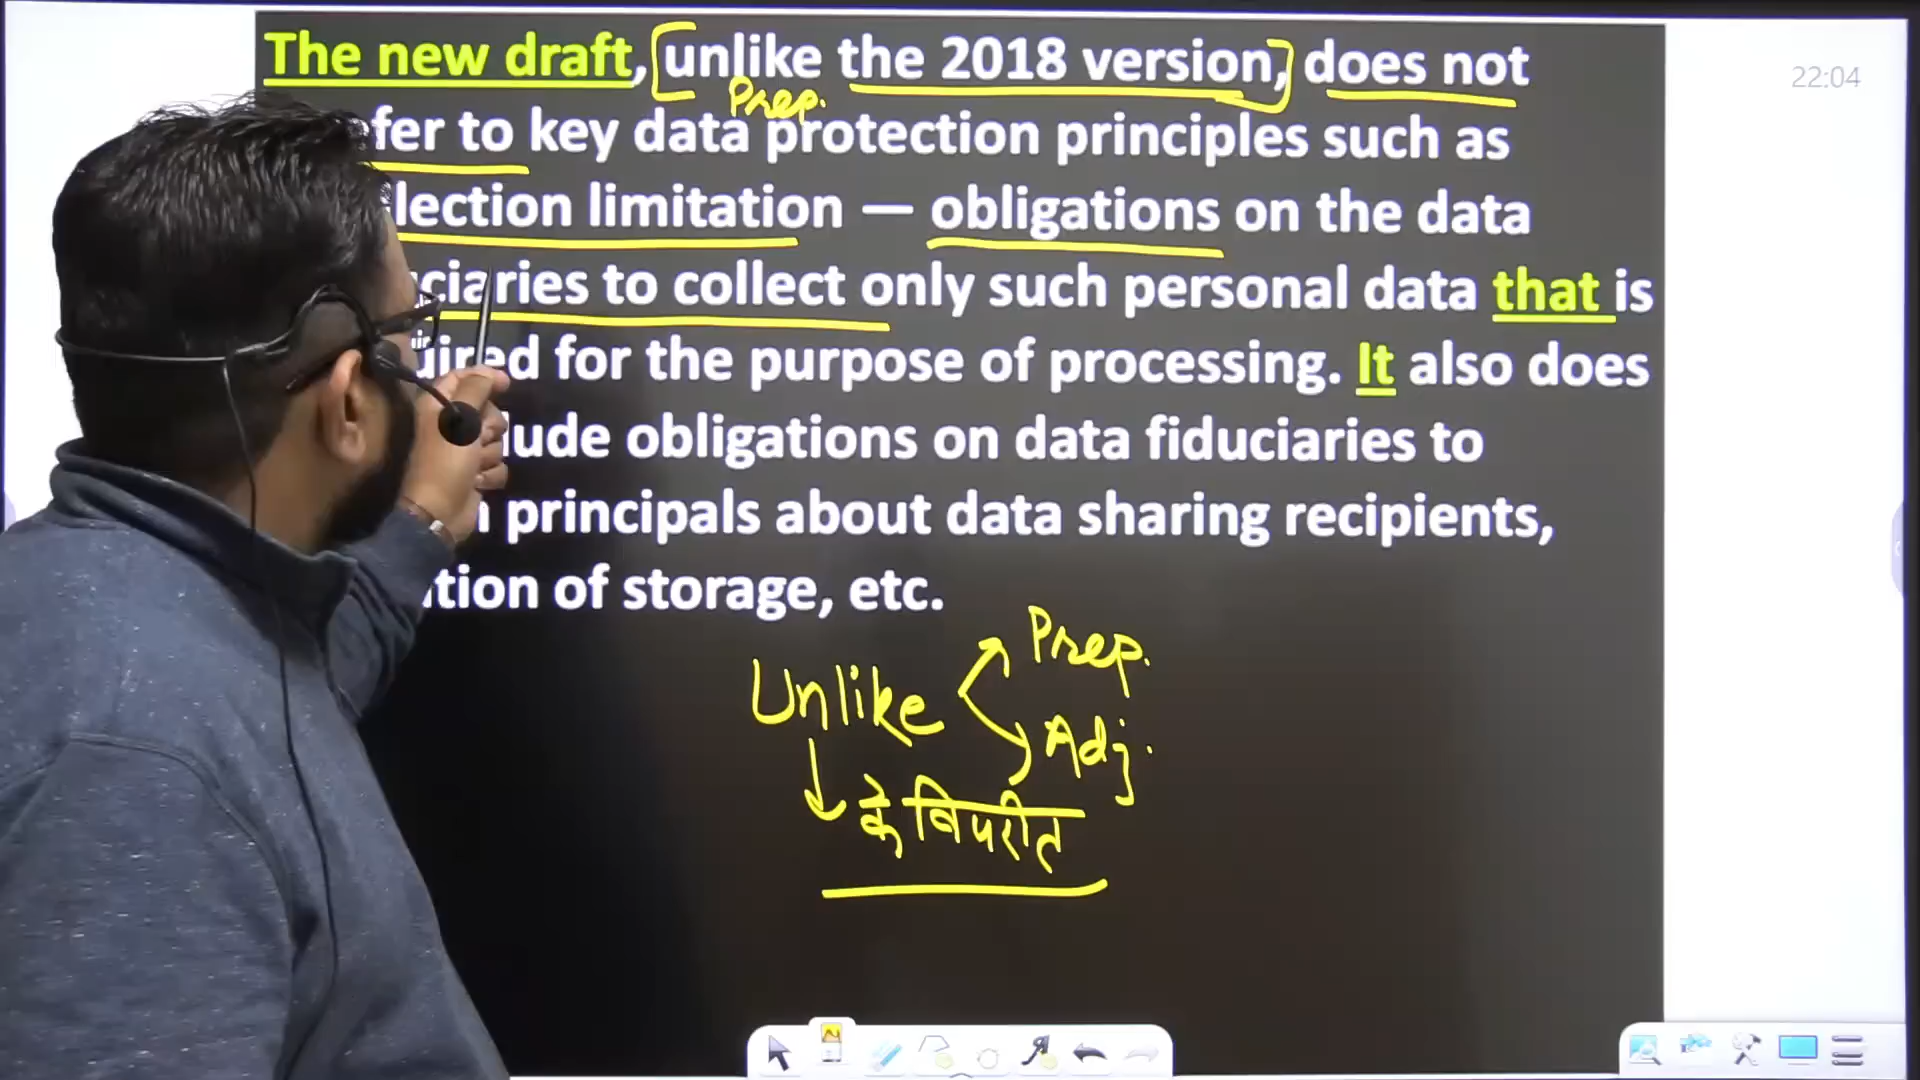 The new draft, [unlike the 2018 version,] does not
Prep.
fer to key data protection principles such as
lection limitation — obligations on the data
ciaries to collect only such personal data that is
uired for the purpose of processing. It also does
lude obligations on data fiduciaries to
principals about data sharing recipients,
tion of storage, etc.
Prep.
Unlike
Adj.
के विपरीत
22:04